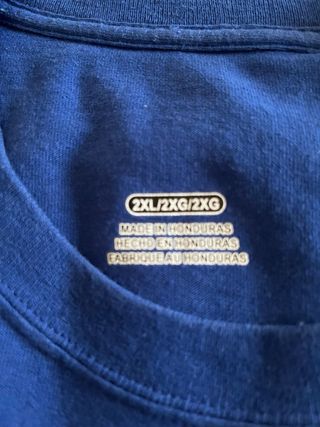 2XL/2XG/2XG
MADE IN HONDURAS
HECHO EN HONDURAS
FABRIQUE AU HONDURAS